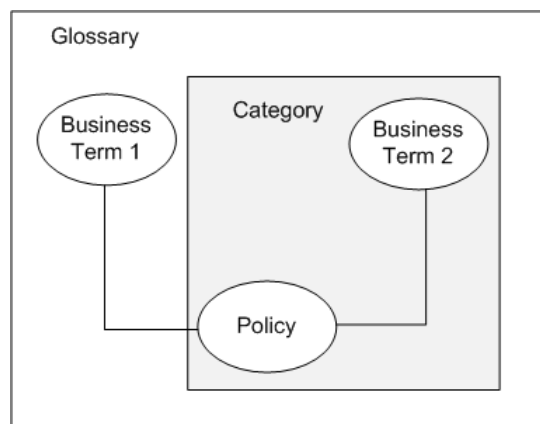 Glossary
Category
Business
Term 1
Business
Term 2
Policy